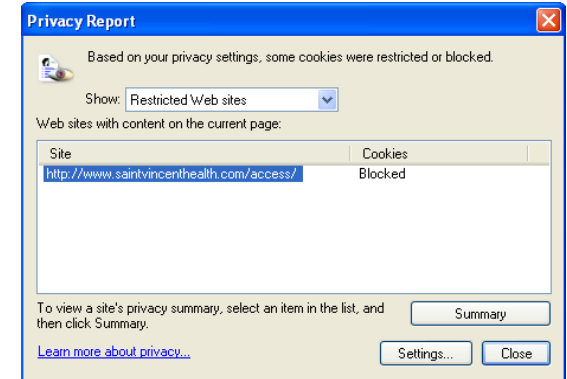 Privacy Report
Based on your privacy settings, some cookies were restricted or blocked.
Show: Restricted Web sites
Web sites with content on the current page:
Site Cookies
http://www.saintvincenthealth.com/access/ Blocked
To view a site's privacy summary, select an item in the list, and
then click Summary.
Summary
Learn more about privacy...
Settings... Close